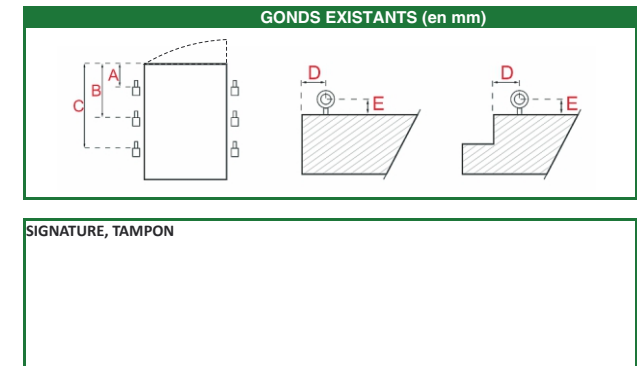 GONDS EXISTANTS (en mm)
A
B
C
D
E
D
E
SIGNATURE, TAMPON